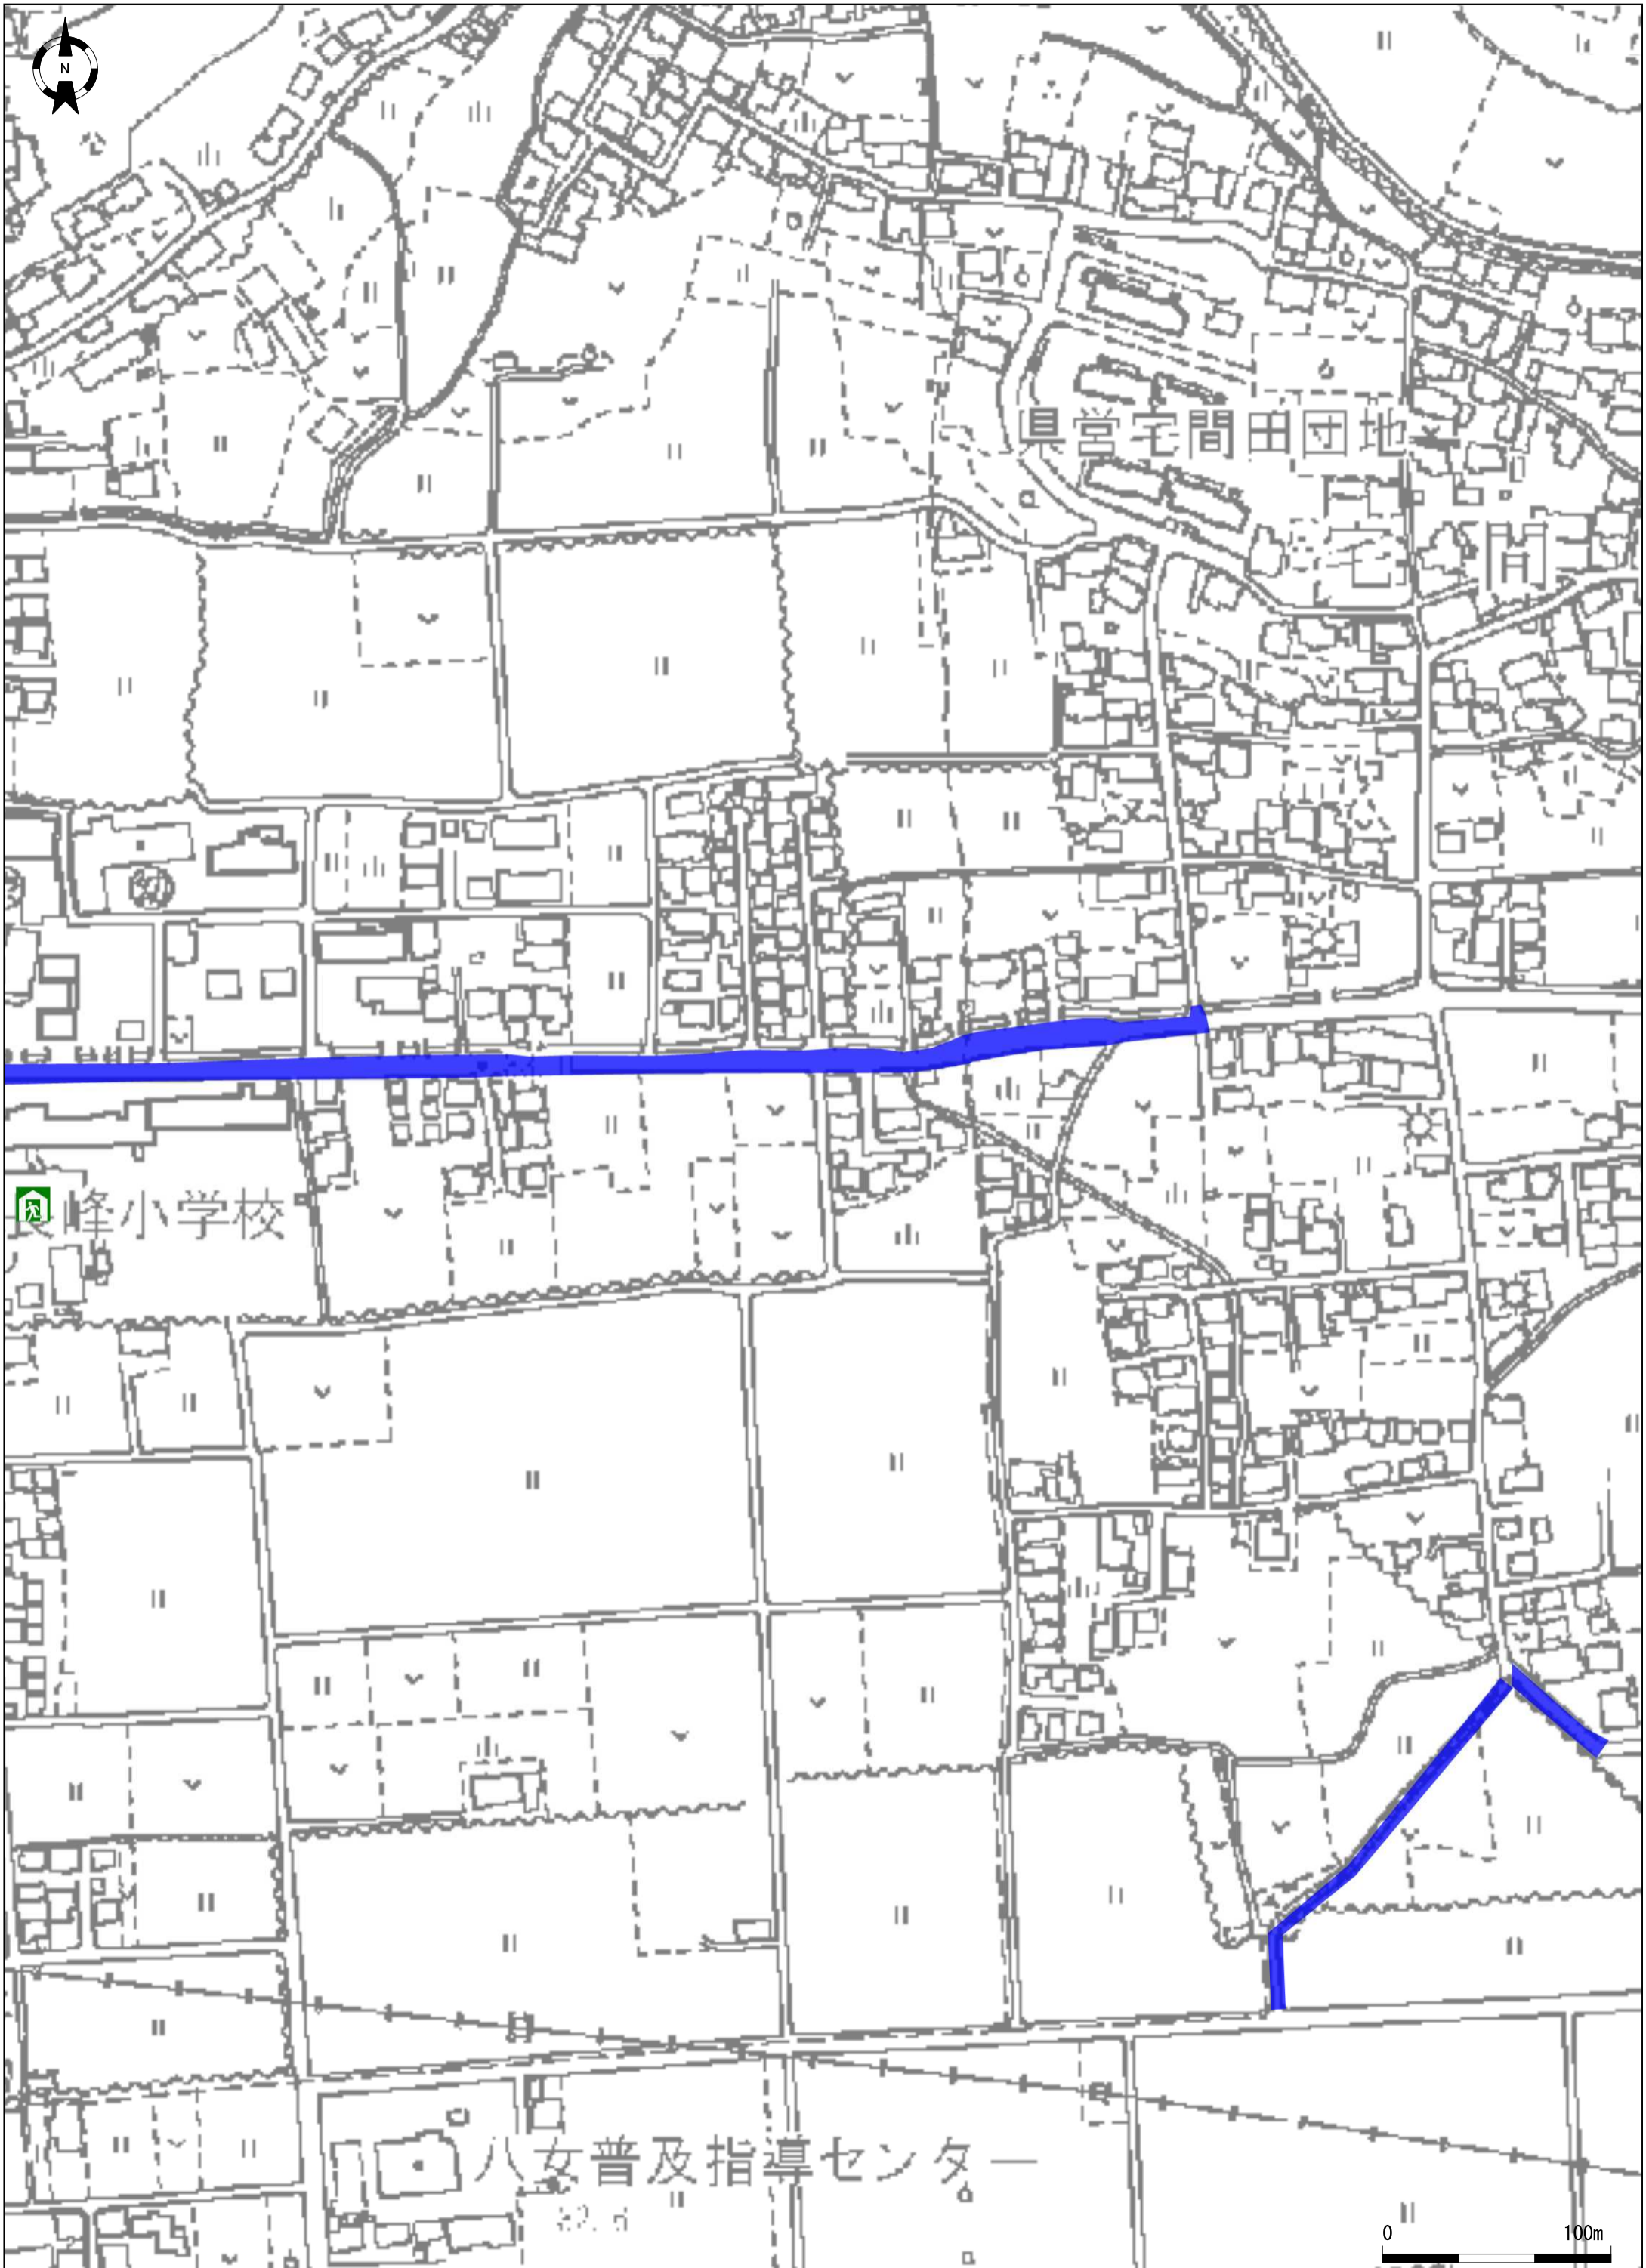 N
県営宅間田団地
宅間
長峰小学校
八女普及指導センター
0 100m